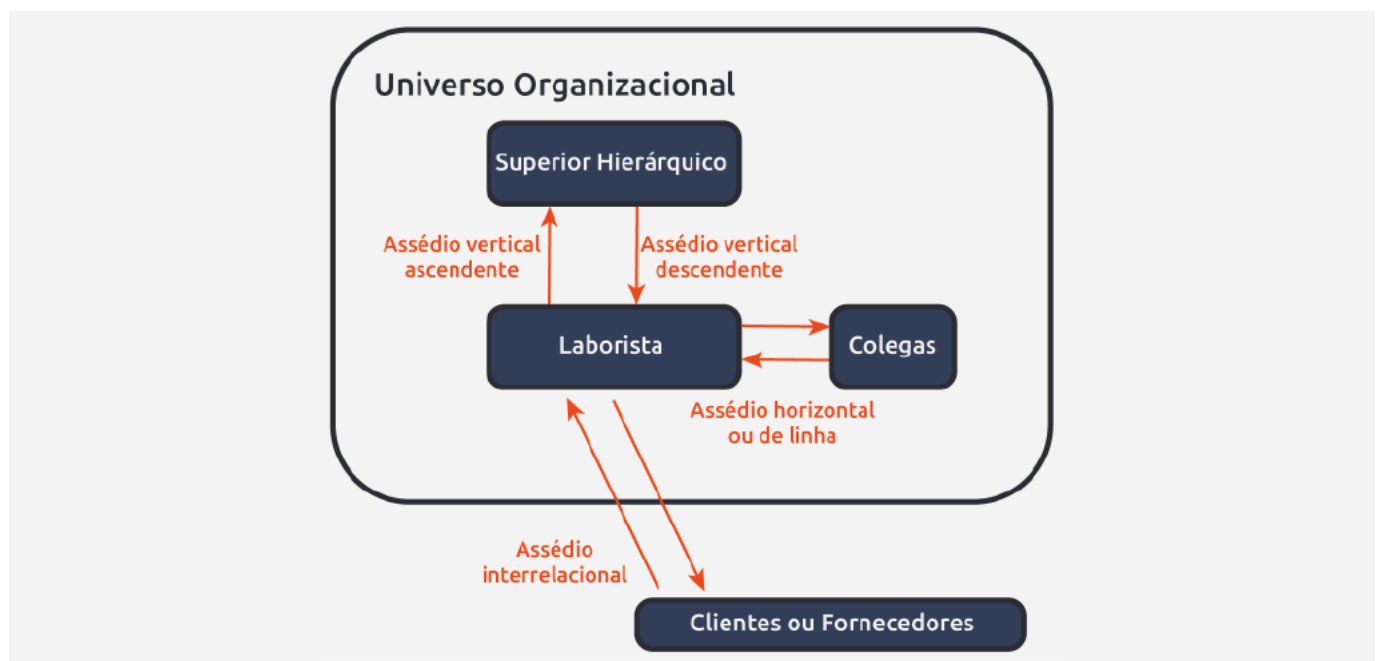 Universo Organizacional
Superior Hierárquico
Assédio vertical
ascendente
Assédio vertical
descendente
Laborista
Colegas
Assédio horizontal
ou de linha
Assédio
interrelacional
Clientes ou Fornecedores